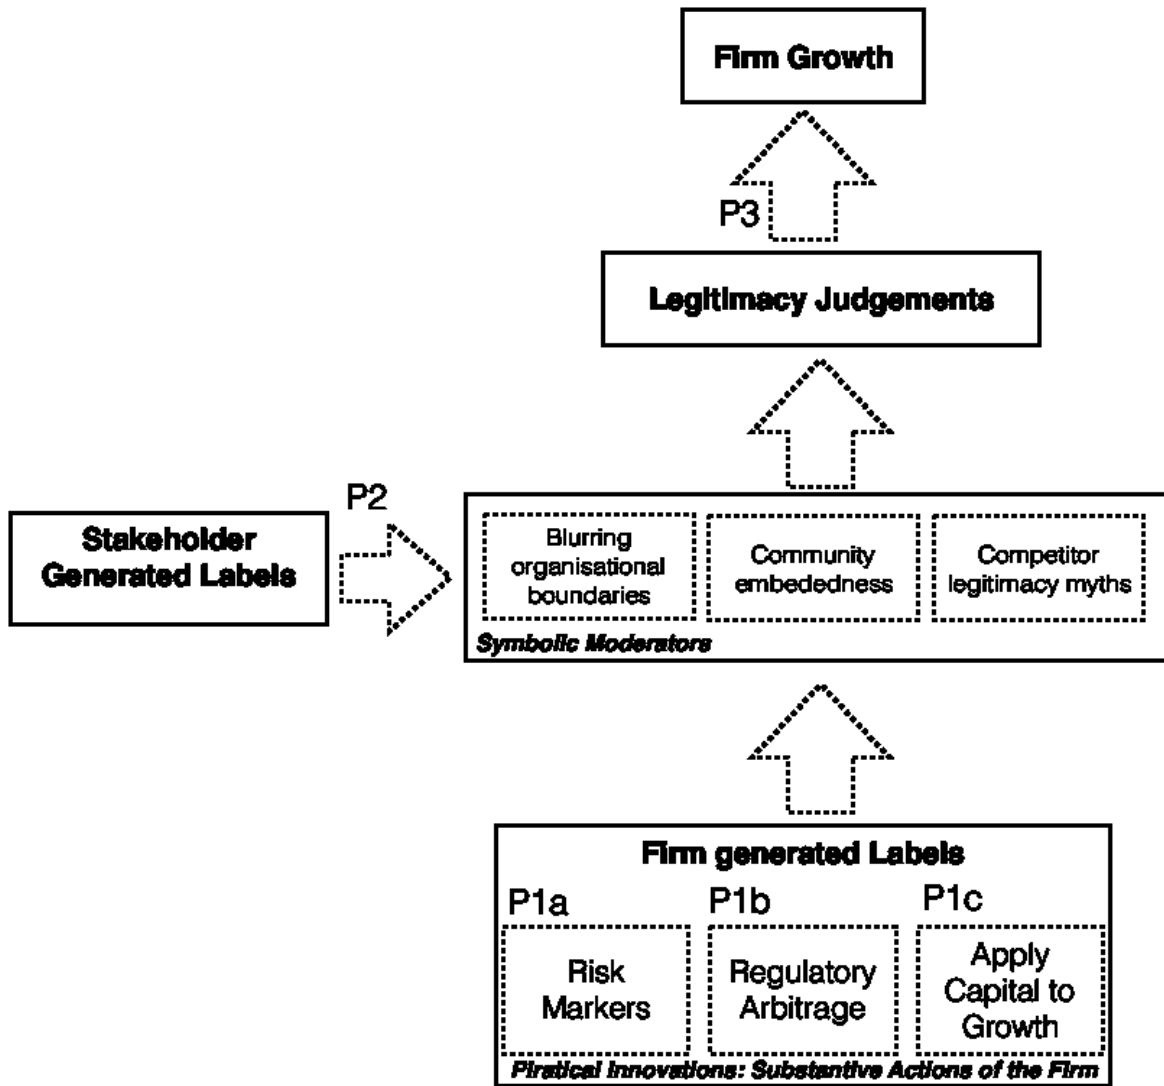 Firm Growth
P3
Legitimacy Judgements
P2
Stakeholder
Generated Labels
Blurring
organisational
boundaries
Community
embededness
Competitor
legitimacy myths
Symbolic Moderators
Firm generated Labels
P1a
P1b
P1c
Risk
Markers
Regulatory
Arbitrage
Apply
Capital to
Growth
Piratical Innovations: Substantive Actions of the Firm